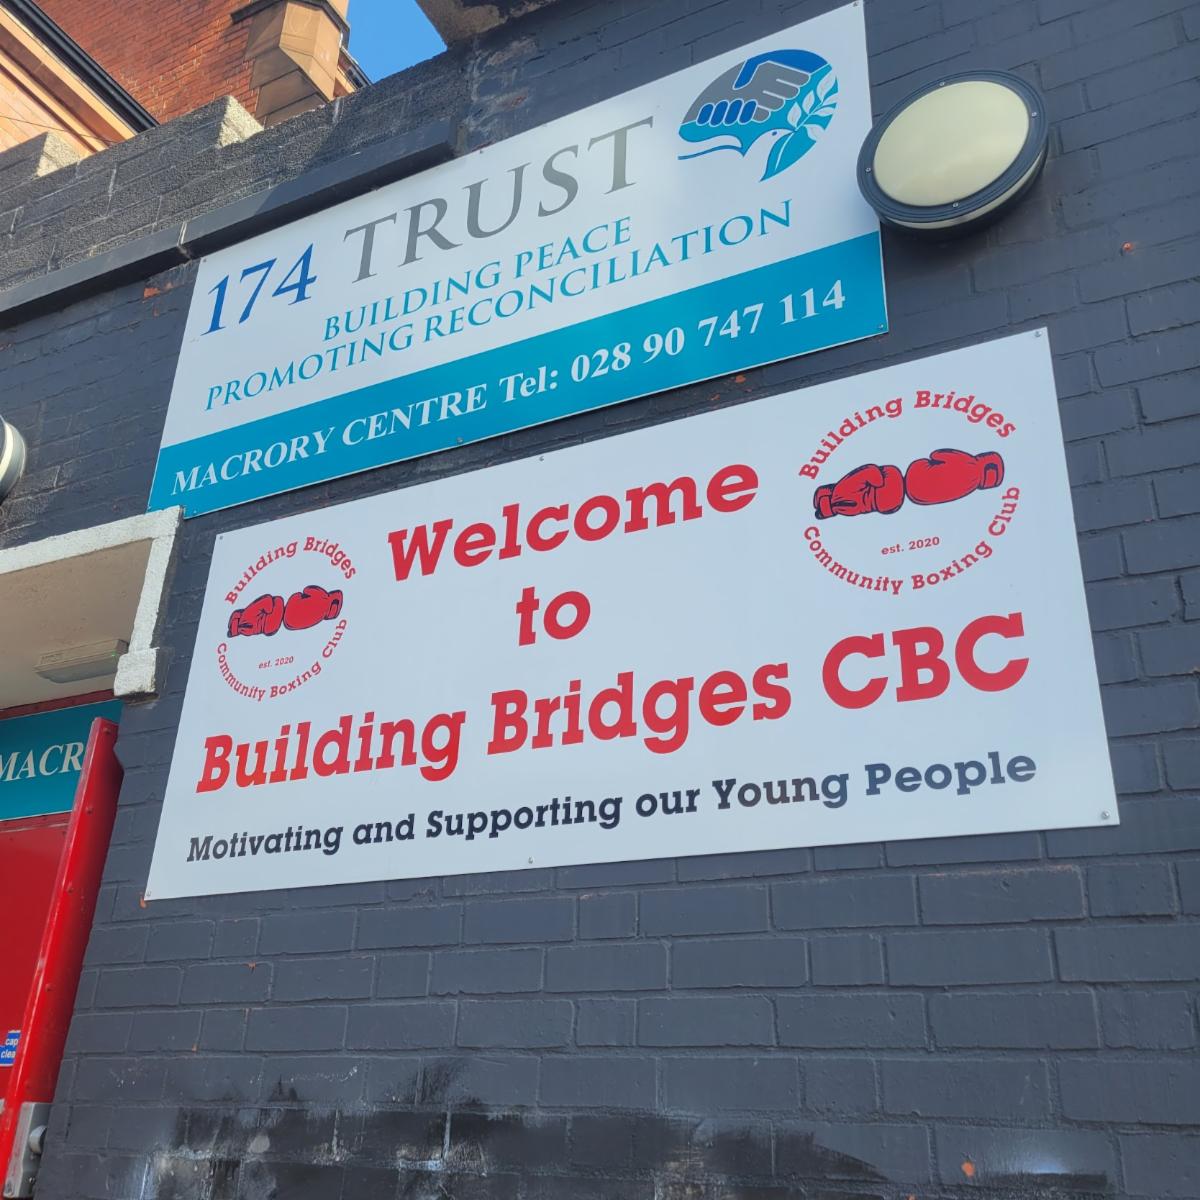 174 TRUST
BUILDING PEACE
PROMOTING RECONCILIATION
MACRORY CENTRE Tel: 028 90 747 114
Building Bridges
est. 2020
Community Boxing Club
Welcome
to
Building Bridges CBC
Motivating and Supporting our Young People
Building Bridges
est. 2020
Community Boxing Club
MACR